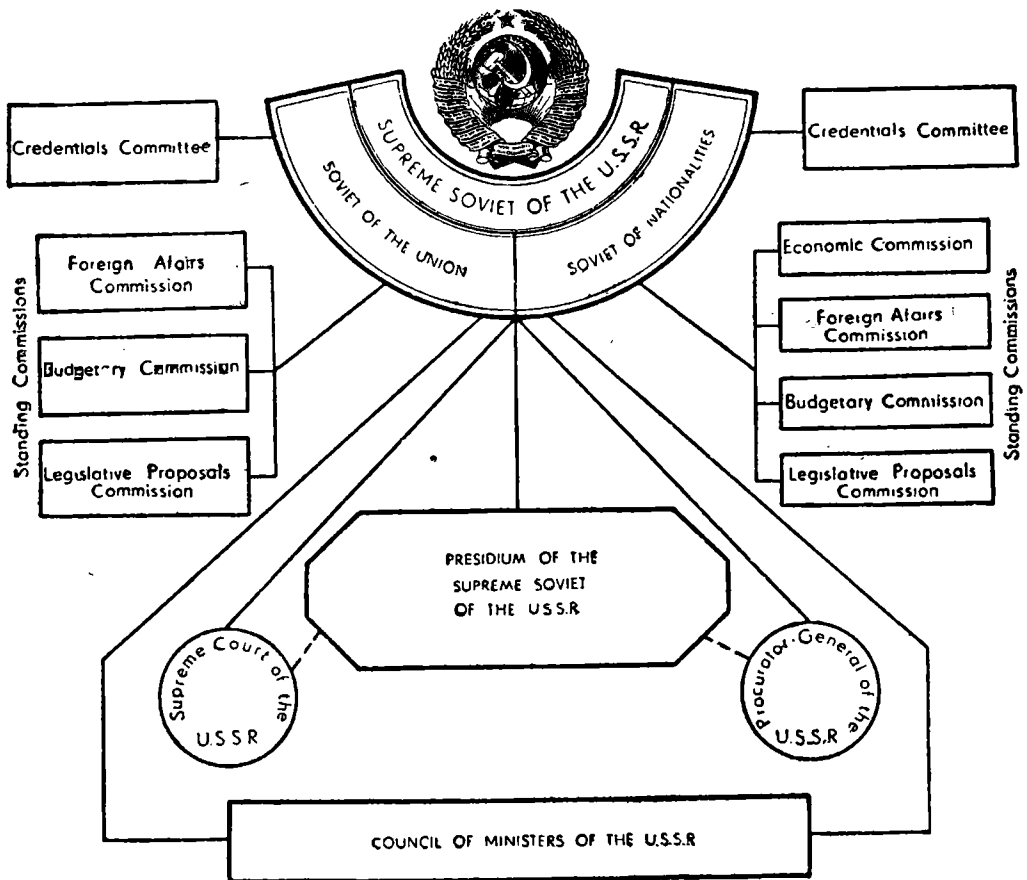 Credentials Committee
SUPREME SOVIET OF THE U.S.S.R
SOVIET OF THE UNION
SOVIET OF NATIONALITIES
Credentials Committee
Standing Commissions
Foreign Afairs
Commission
Budgetary Commission
Legislative Proposals
Commission
Economic Commission
Foreign Afairs
Commission
Budgetary Commission
Legislative Proposals
Commission
Standing Commissions
PRESIDIUM OF THE
SUPREME SOVIET
OF THE U.S.S.R
Supreme Court of the
U.S S R
Procurator-General of the
U.S.S.R
COUNCIL OF MINISTERS OF THE U.S.S.R